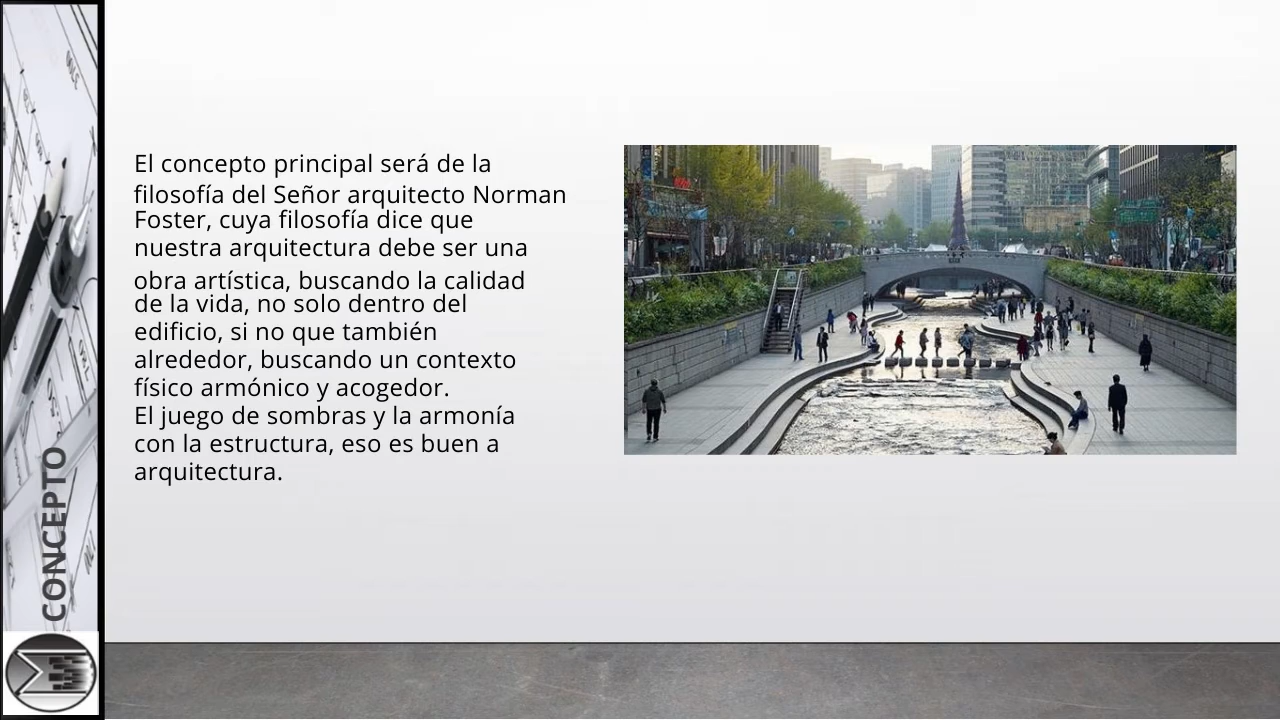 El concepto principal será de la
filosofía del Señor arquitecto Norman
Foster, cuya filosofía dice que
nuestra arquitectura debe ser una
obra artística, buscando la calidad
de la vida, no solo dentro del
edificio, si no que también
alrededor, buscando un contexto
físico armónico y acogedor.
El juego de sombras y la armonía
con la estructura, eso es buen a
arquitectura.
CONCEPTO